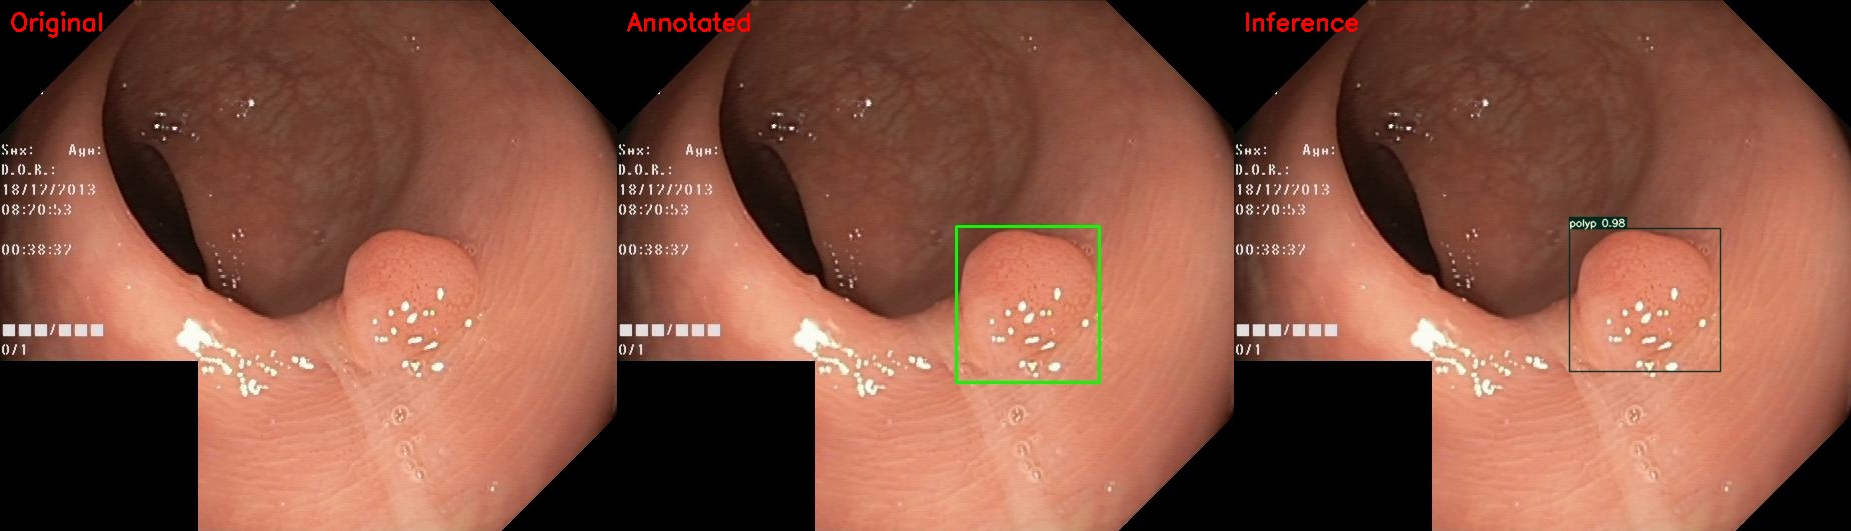 Original
Sex: Age:
D.O.R.:
18/12/2013
08:20:53
00:38:37
0/1
Annotated
Sex: Age:
D.O.R.:
18/12/2013
08:20:53
00:38:37
0/1
Inference
Sex: Age:
D.O.R.:
18/12/2013
08:20:53
00:38:37
polyp 0.98
0/1